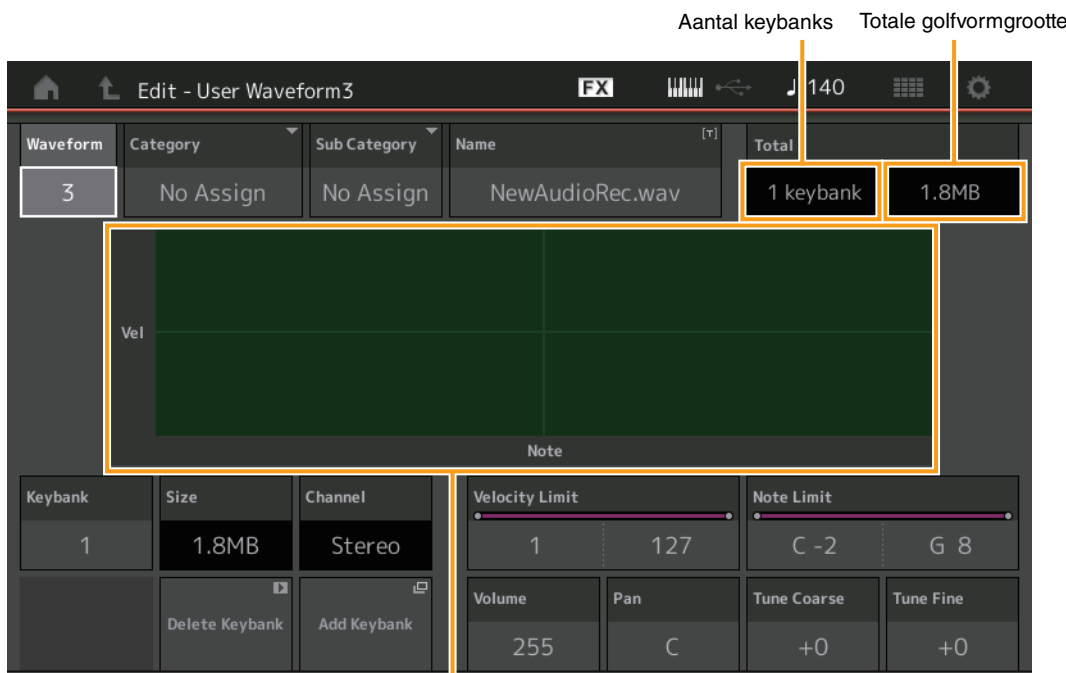 Aantal keybanks Totale golfvormgrootte
Edit - User Waveform3 FX ♩ 140
Waveform Category Sub Category Name [T] Total
3 No Assign No Assign NewAudioRec.wav 1 keybank 1.8MB
Vel
Note
Keybank Size Channel Velocity Limit Note Limit
1 1.8MB Stereo 1 127 C -2 G 8
Delete Keybank Add Keybank Volume Pan Tune Coarse Tune Fine
255 C +0 +0